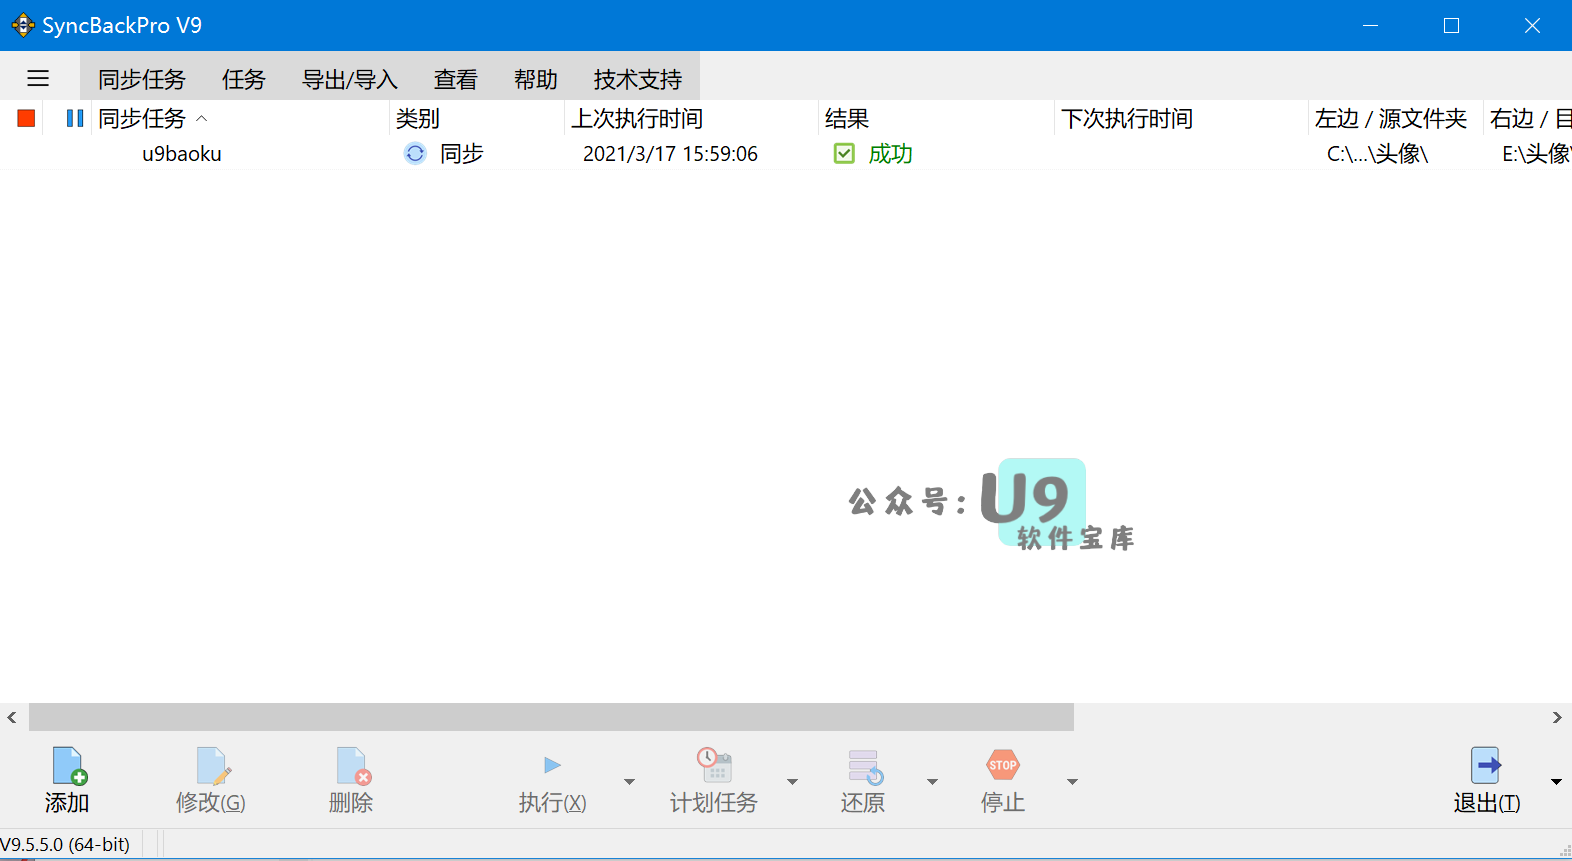 SyncBackPro V9
同步任务 任务 导出/导入 查看 帮助 技术支持
同步任务 类别 上次执行时间 结果 下次执行时间 左边 / 源文件夹 右边 / 目
u9baoku 同步 2021/3/17 15:59:06 成功 C:\...\头像\ E:\头像\
公众号: U9
软件宝库
STOP
添加 修改(G) 删除 执行(X) 计划任务 还原 停止 退出(T)
V9.5.5.0 (64-bit)